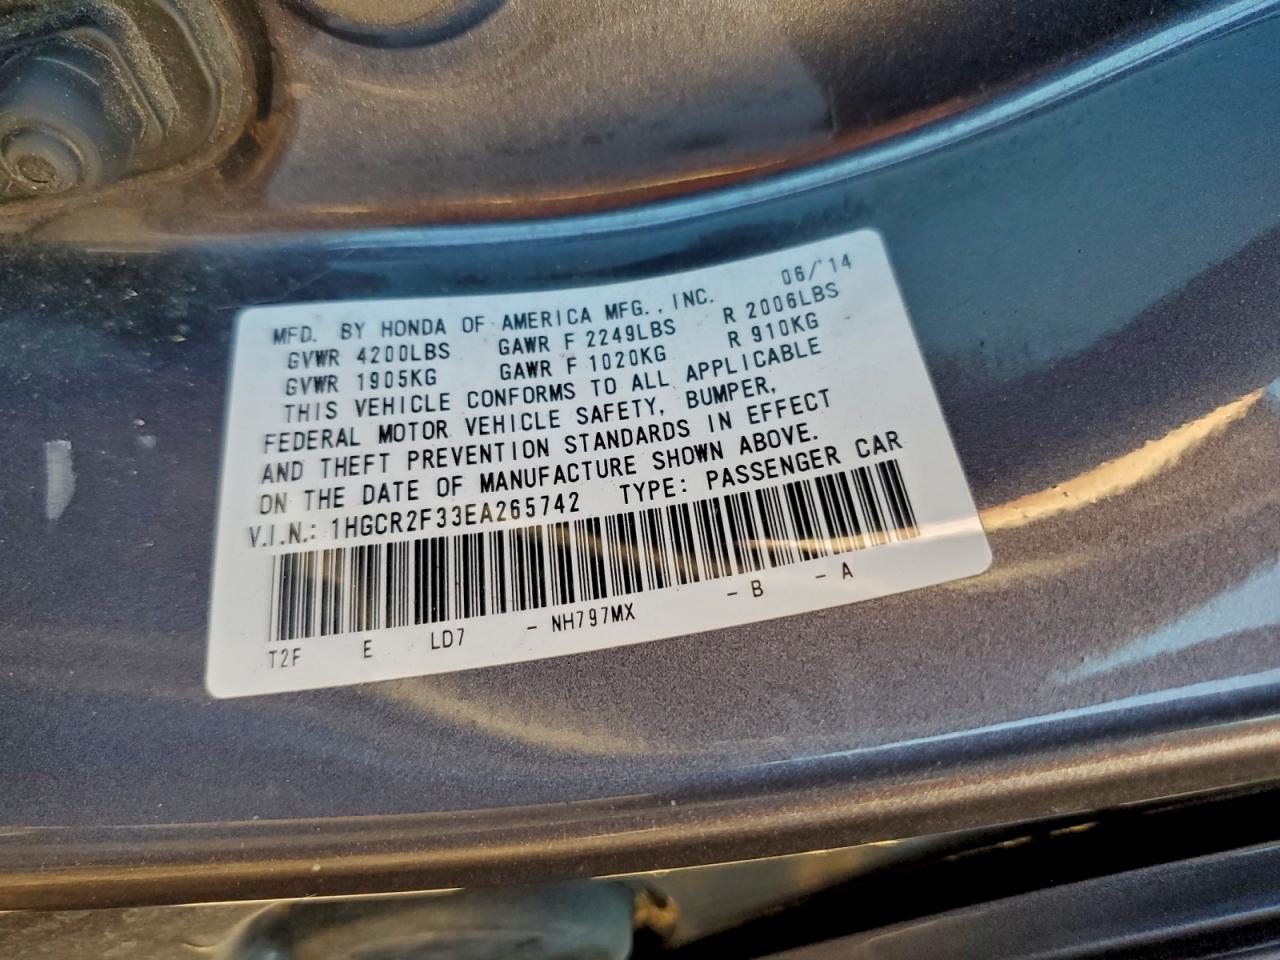 06/'14
MFD. BY HONDA OF AMERICA MFG., INC.
GVWR 4200LBS GAWR F 2249LBS R 2006LBS
GVWR 1905KG GAWR F 1020KG R 910KG
THIS VEHICLE CONFORMS TO ALL APPLICABLE
FEDERAL MOTOR VEHICLE SAFETY, BUMPER,
AND THEFT PREVENTION STANDARDS IN EFFECT
ON THE DATE OF MANUFACTURE SHOWN ABOVE.
V.I.N.: 1HGCR2F33EA265742 TYPE: PASSENGER CAR
T2F E LD7 - NH797MX - B - A